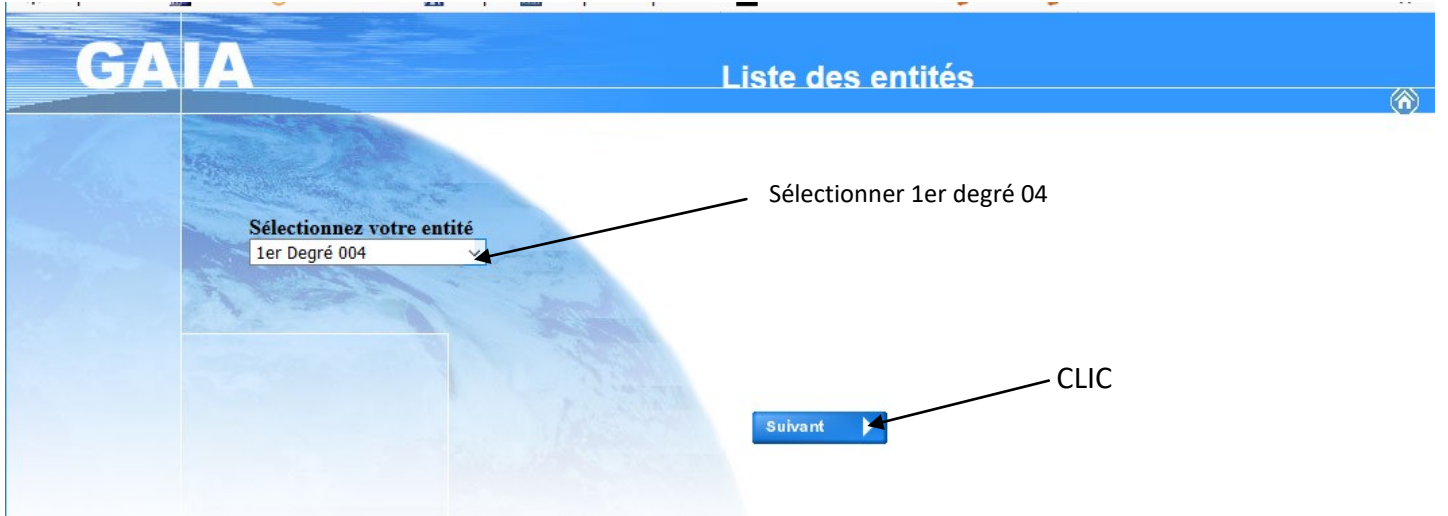 GAIA
Liste des entités
Sélectionner 1er degré 04
Sélectionnez votre entité
1er Degré 004
CLIC
Suivant